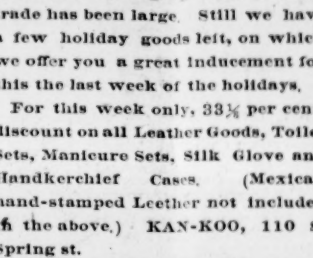 rade has been large. Still we hav
a few holiday goods left, on whic
we offer you a great inducement fo
this the last week of the holidays.
For this week only, 33⅓ per cen
discount on all Leather Goods, Toile
Sets, Manicure Sets, Silk Glove an
Handkerchief Cases. (Mexica
hand-stamped Leether not include
in the above.) KAN-KOO, 110 S
Spring st.